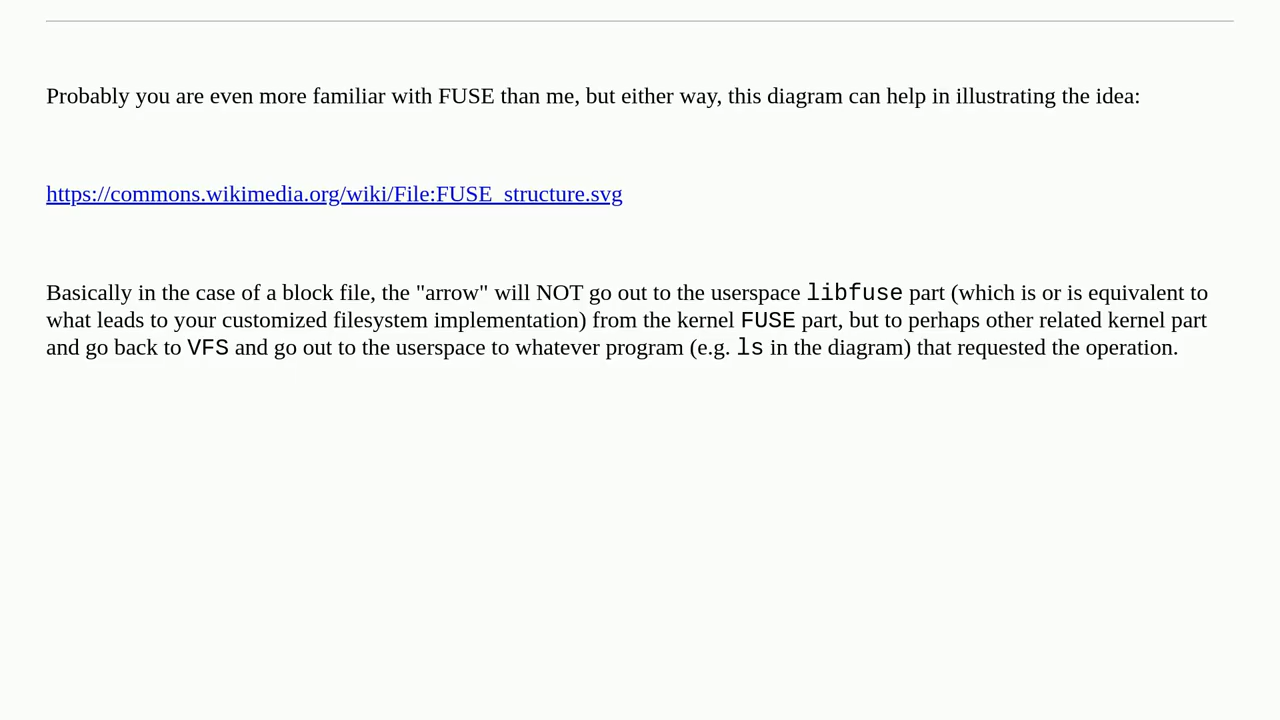 Probably you are even more familiar with FUSE than me, but either way, this diagram can help in illustrating the idea:
https://commons.wikimedia.org/wiki/File:FUSE_structure.svg
Basically in the case of a block file, the "arrow" will NOT go out to the userspace libfuse part (which is or is equivalent to
what leads to your customized filesystem implementation) from the kernel FUSE part, but to perhaps other related kernel part
and go back to VFS and go out to the userspace to whatever program (e.g. ls in the diagram) that requested the operation.